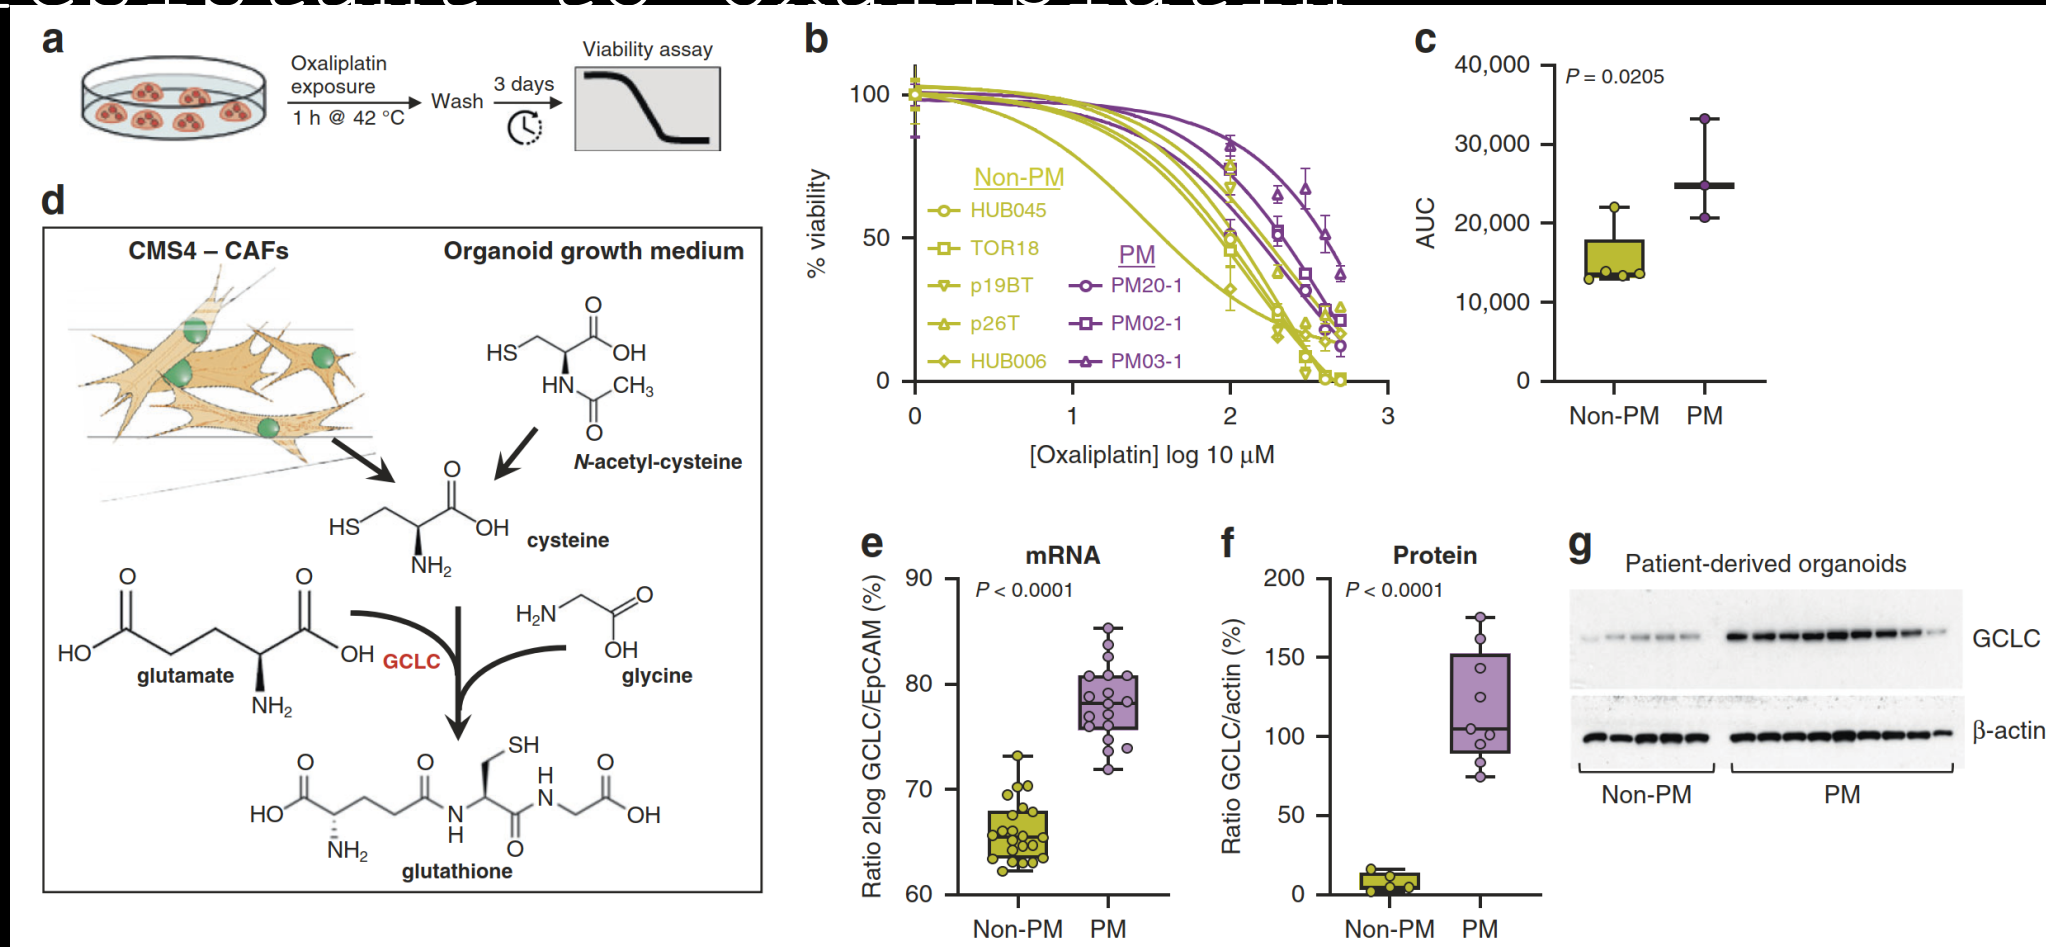 a
Oxaliplatin
exposure
1 h @ 42 °C
Wash
3 days
Viability assay
b
% viability
100
50
0
0 1 2 3
[Oxaliplatin] log 10 μM
Non-PM
HUB045
TOR18
p19BT
p26T
HUB006
PM
PM20-1
PM02-1
PM03-1
c
AUC
40,000
30,000
20,000
10,000
0
P = 0.0205
Non-PM PM
d
CMS4 – CAFs
Organoid growth medium
O
HS
OH
HN
CH₃
O
N-acetyl-cysteine
O
HS
OH
NH₂
cysteine
O
O
HO
OH
NH₂
glutamate
GCLC
H₂N
O
OH
glycine
SH
O
O
H
N
O
HO
N
H
OH
NH₂
O
glutathione
e
mRNA
Ratio 2log GCLC/EpCAM (%)
90
80
70
60
P < 0.0001
Non-PM PM
f
Protein
Ratio GCLC/actin (%)
200
150
100
50
0
P < 0.0001
Non-PM PM
g
Patient-derived organoids
GCLC
β-actin
Non-PM PM